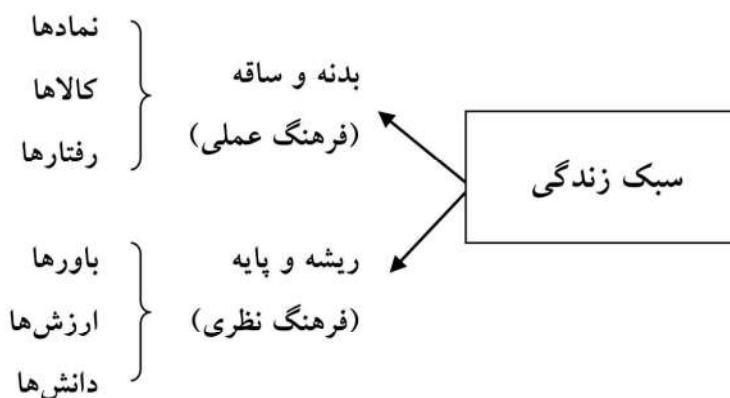 سبک زندگی
بدنه و ساقه
(فرهنگ عملی)
نمادها
کالاها
رفتارها
ریشه و پایه
(فرهنگ نظری)
باورها
ارزش‌ها
دانش‌ها